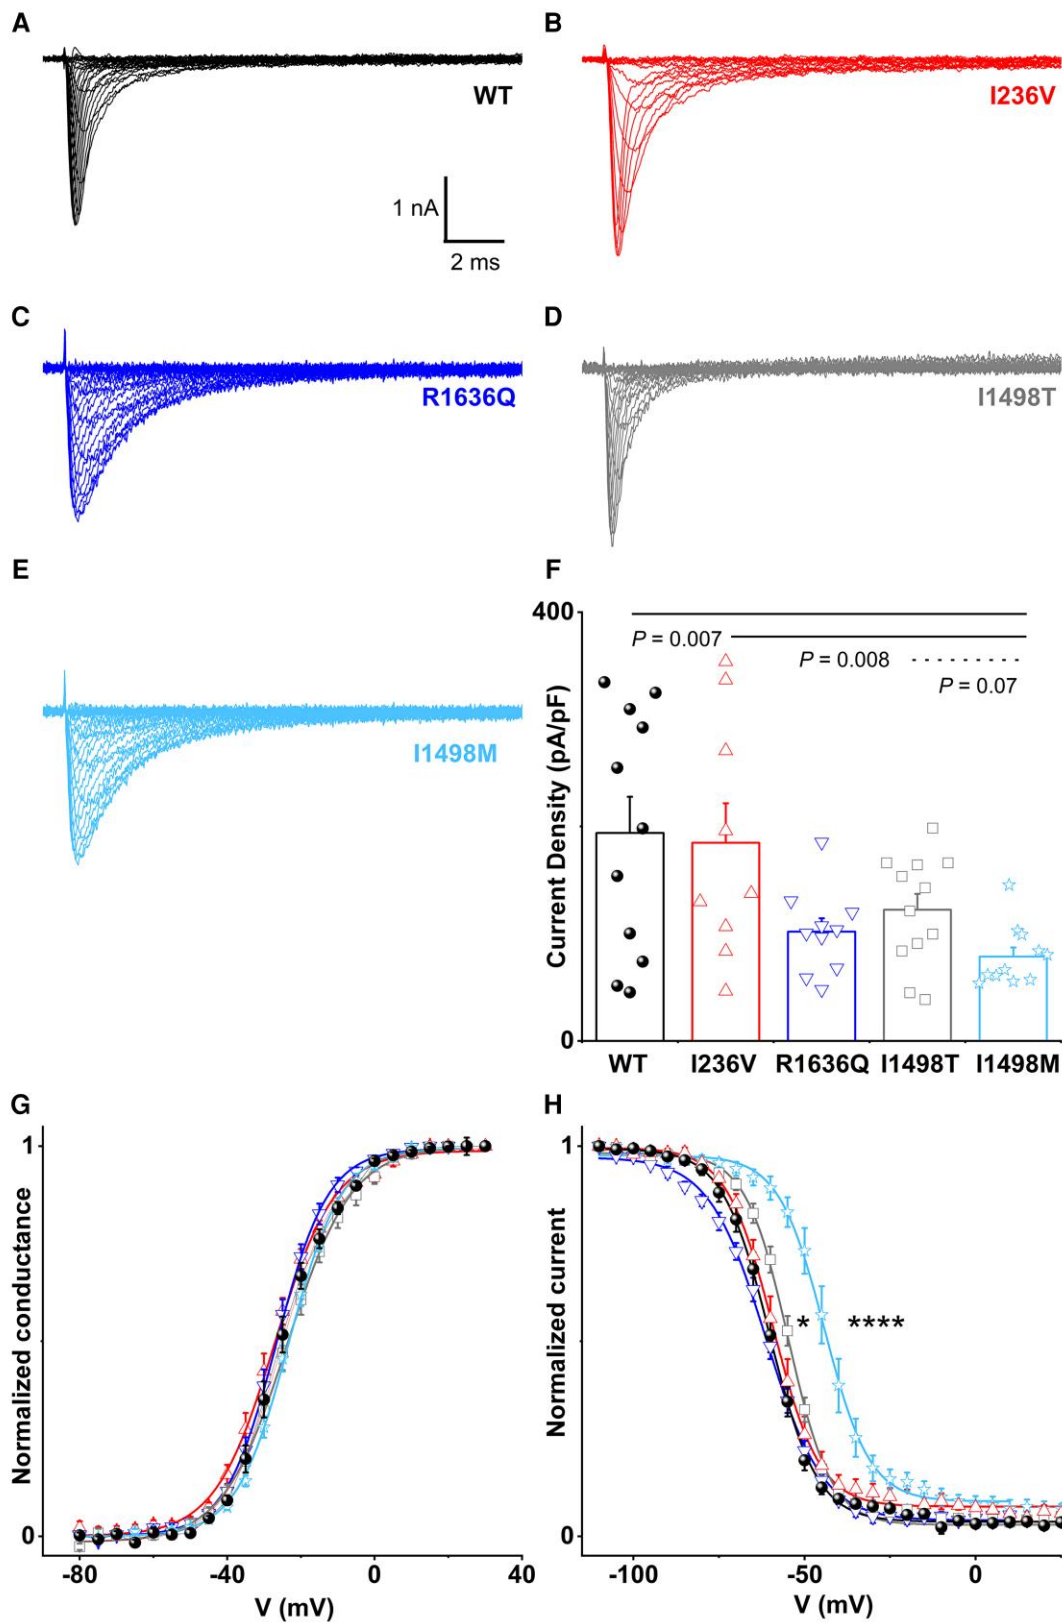 A
WT
1 nA
2 ms
B
I236V
C
R1636Q
D
I1498T
E
I1498M
F
400
P = 0.007
P = 0.008
P = 0.07
Current Density (pA/pF)
0
WT I236V R1636Q I1498T I1498M
G
1
Normalized conductance
0
-80 -40 0 40
V (mV)
H
1
Normalized current
* ****
0
-100 -50 0
V (mV)